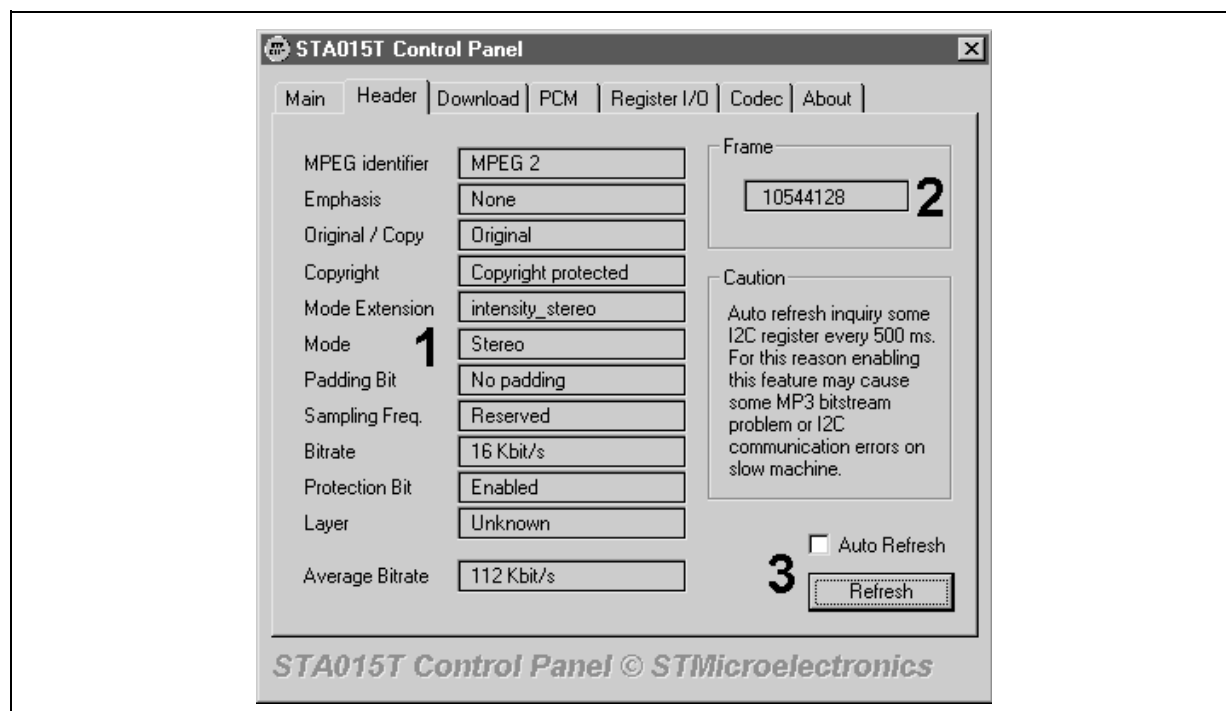 STA015T Control Panel
Main Header Download PCM Register I/O Codec About
MPEG identifier MPEG 2
Emphasis None
Original / Copy Original
Copyright Copyright protected
Mode Extension intensity_stereo
Mode 1 Stereo
Padding Bit No padding
Sampling Freq. Reserved
Bitrate 16 Kbit/s
Protection Bit Enabled
Layer Unknown
Average Bitrate 112 Kbit/s
Frame
10544128 2
Caution
Auto refresh inquiry some
I2C register every 500 ms.
For this reason enabling
this feature may cause
some MP3 bitstream
problem or I2C
communication errors on
slow machine.
Auto Refresh
3 Refresh
STA015T Control Panel © STMicroelectronics